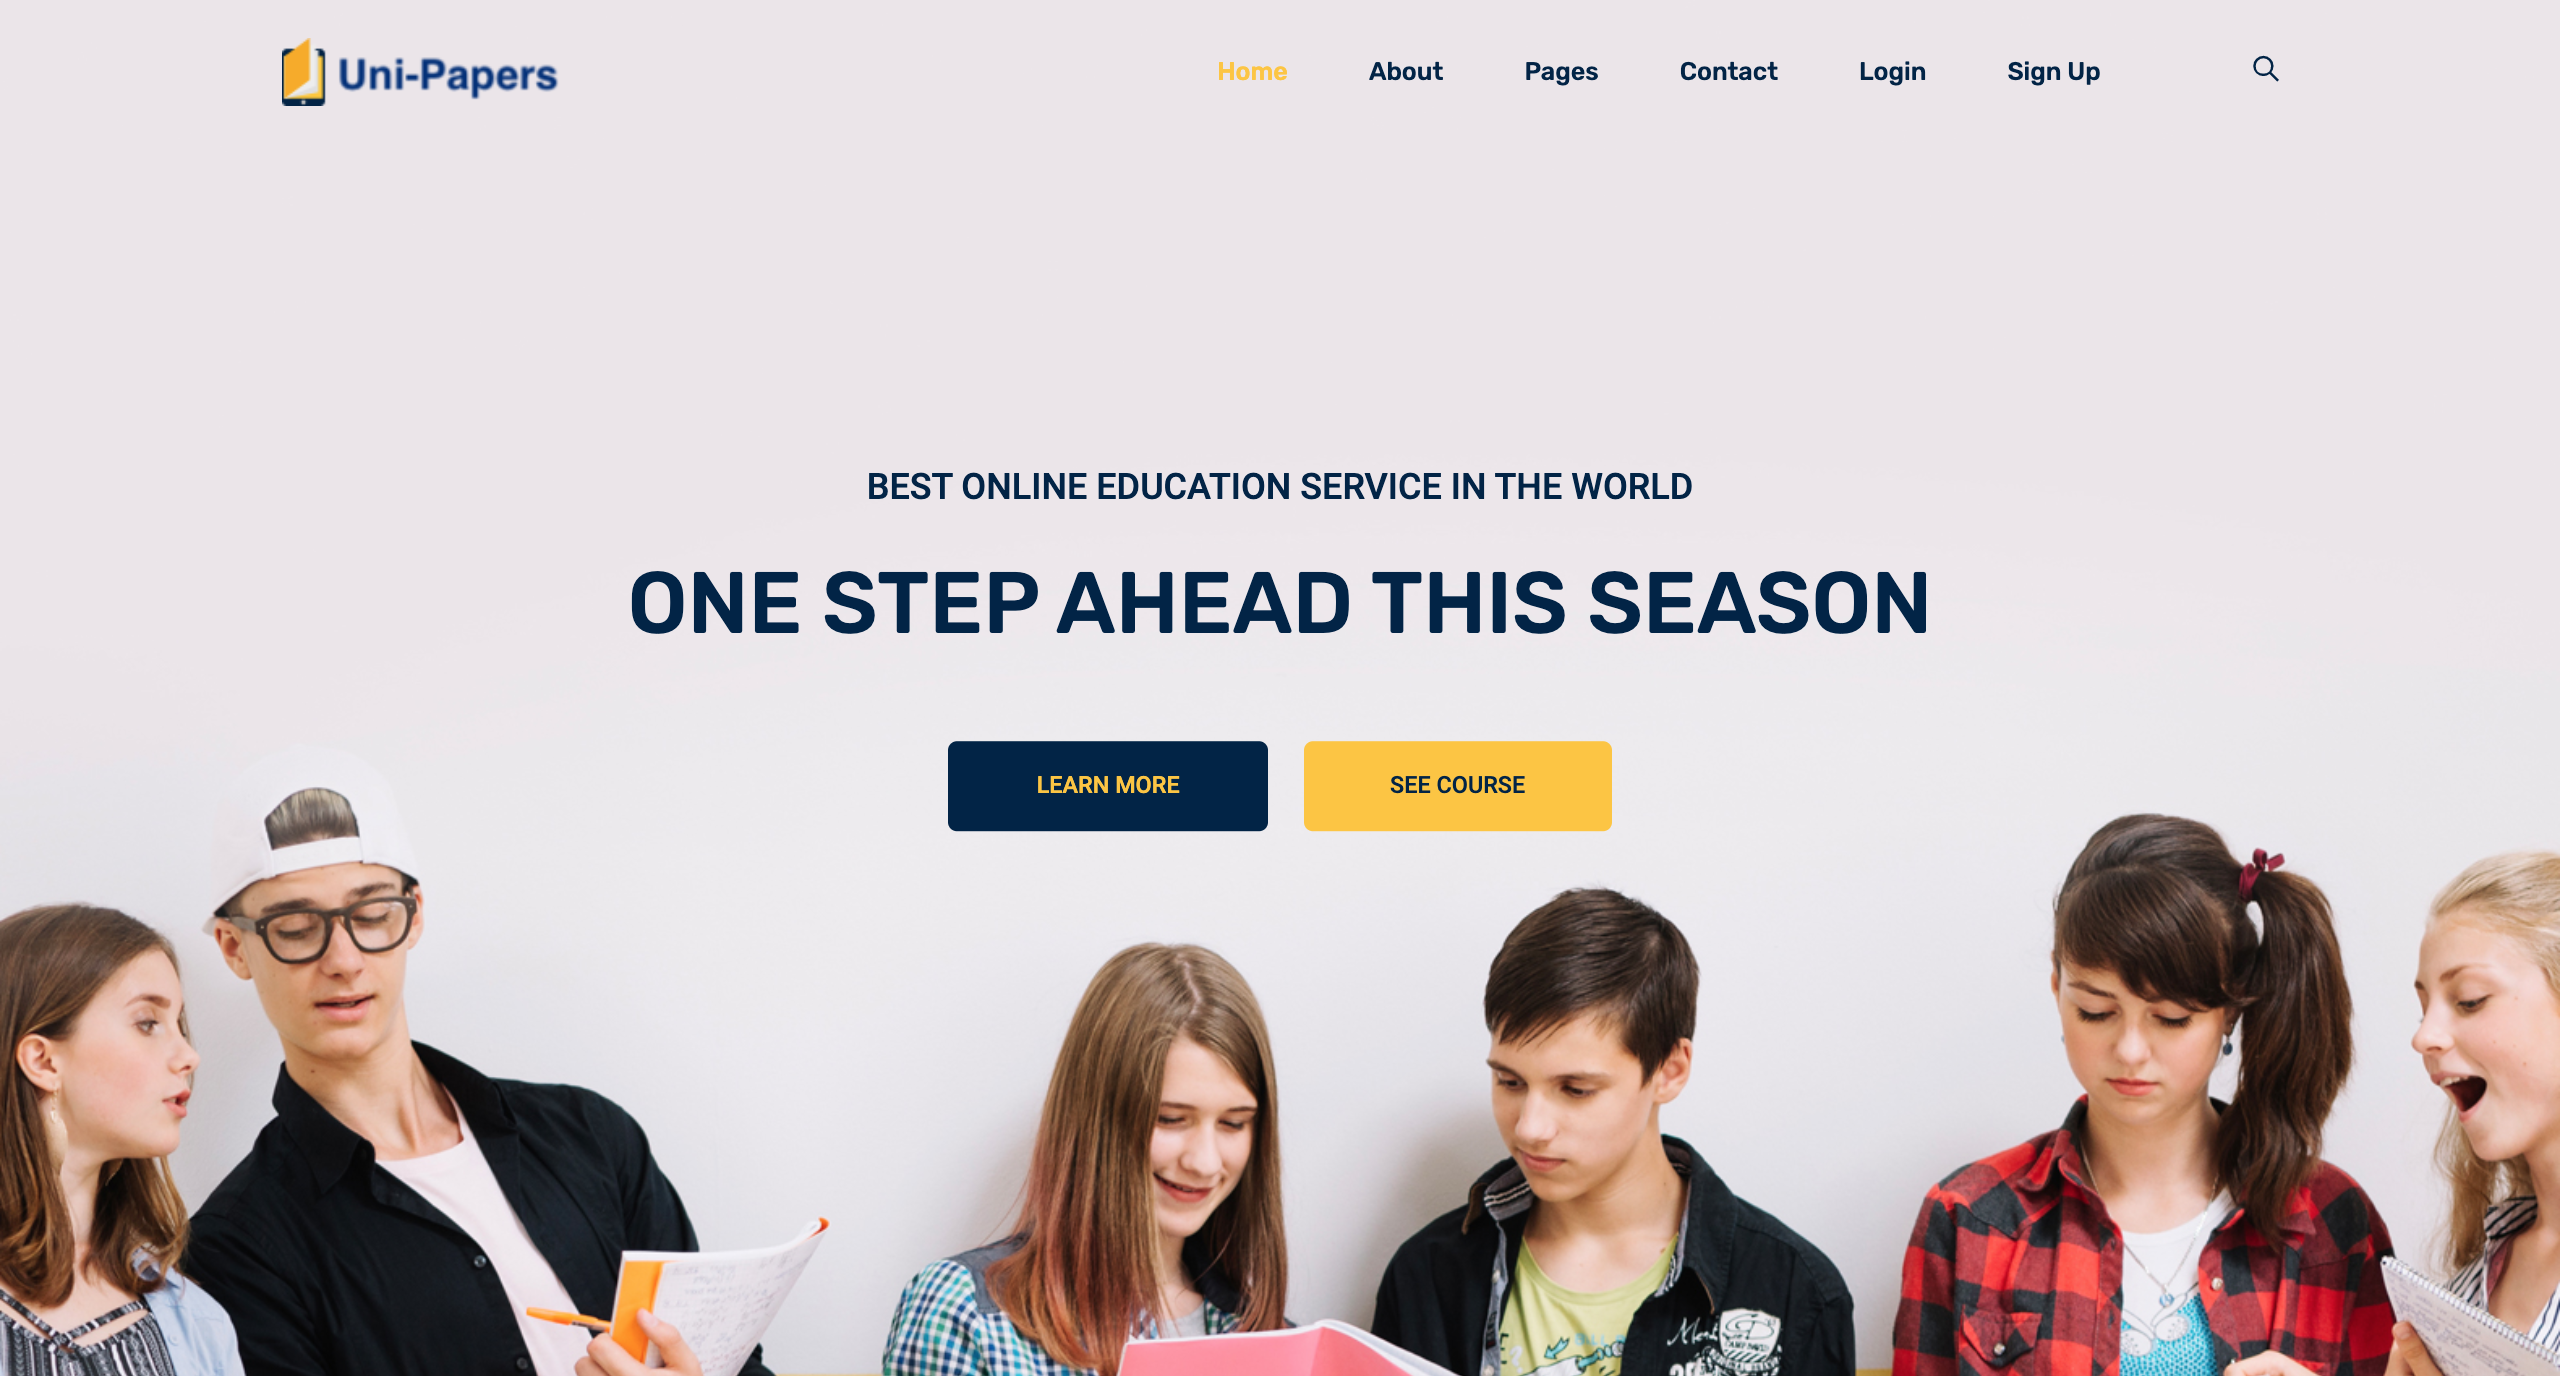 Uni-Papers
Home About Pages Contact Login Sign Up
BEST ONLINE EDUCATION SERVICE IN THE WORLD
ONE STEP AHEAD THIS SEASON
LEARN MORE SEE COURSE